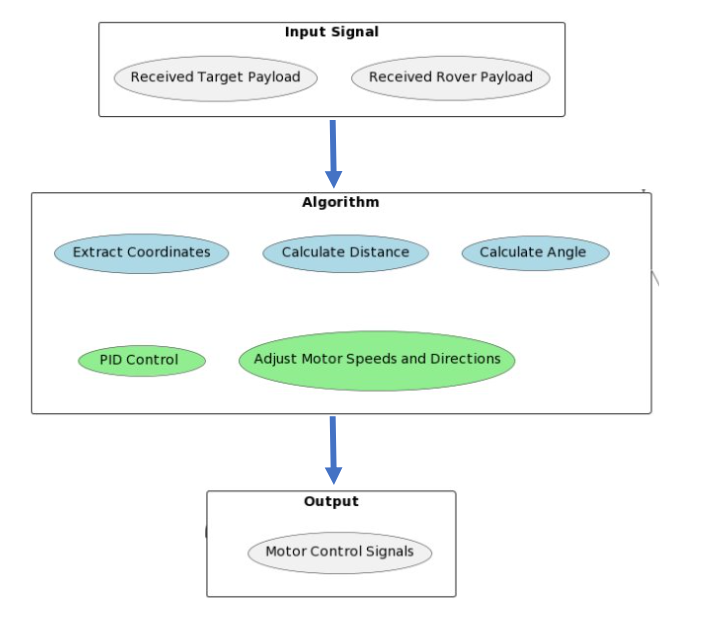 Input Signal
Received Target Payload
Received Rover Payload
Algorithm
Extract Coordinates
Calculate Distance
Calculate Angle
PID Control
Adjust Motor Speeds and Directions
Output
Motor Control Signals